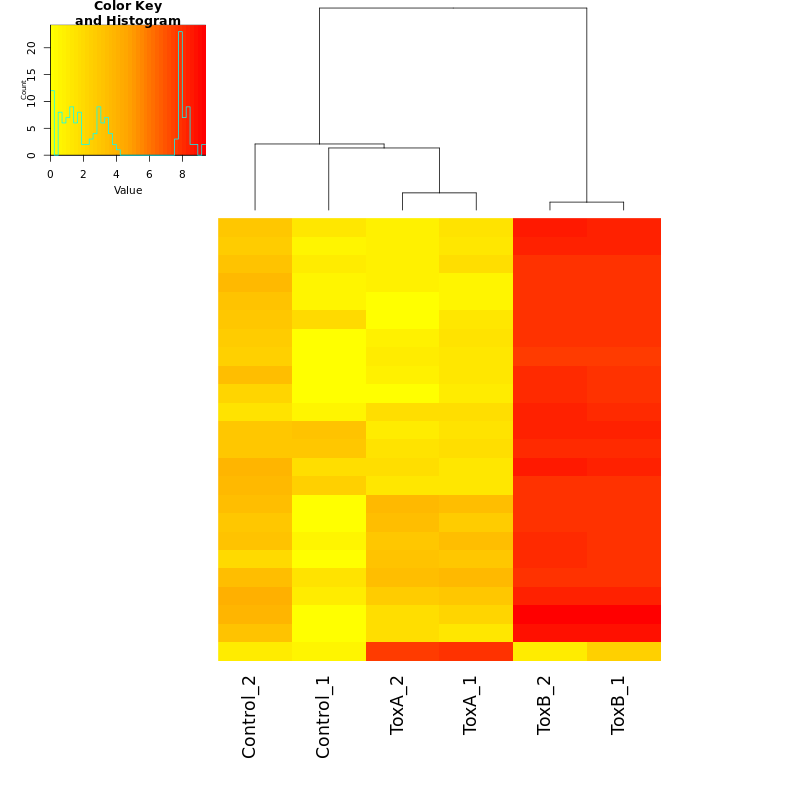 Color Key
and Histogram
Count
0 5 10 15 20
0 2 4 6 8
Value
Control_2
Control_1
ToxA_2
ToxA_1
ToxB_2
ToxB_1